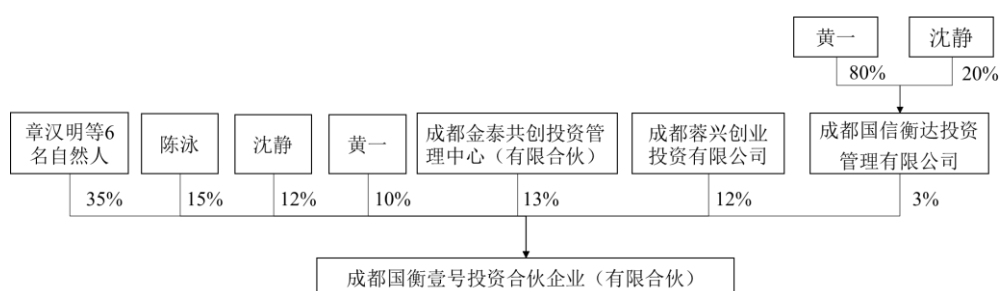 黄一
沈静
80%
20%
章汉明等6
名自然人
陈泳
沈静
黄一
成都金泰共创投资管
理中心（有限合伙）
成都蓉兴创业
投资有限公司
成都国信衡达投资
管理有限公司
35%
15%
12%
10%
13%
12%
3%
成都国衡壹号投资合伙企业（有限合伙）